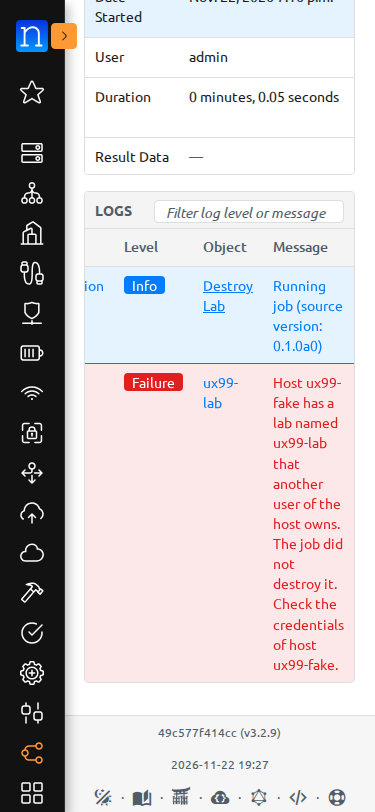 Date
Started
User
admin
Duration
0 minutes, 0.05 seconds
Result Data
—
LOGS
Filter log level or message
Level
Object
Message
ion
Info
Destroy
Lab
Running
job (source
version:
0.1.0a0)
Failure
ux99-
lab
Host ux99-
fake has a
lab named
ux99-lab
that
another
user of the
host owns.
The job did
not
destroy it.
Check the
credentials
of host
ux99-fake.
49c577f414cc (v3.2.9)
2026-11-22 19:27